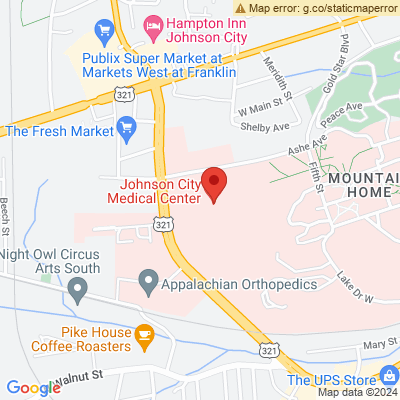 Map error: g.co/staticmaperror
Hampton Inn
Johnson City
Publix Super Market at
Markets West at Franklin
Meridith St
Gold Star Blvd
321
W Main St
Peace Ave
The Fresh Market
Shelby Ave
Ashe Ave
Fifth St
Johnson City
Medical Center
MOUNTAI
HOME
Beech St
321
Night Owl Circus
Arts South
Appalachian Orthopedics
Lake Dr W
Pike House
Coffee Roasters
321
Mary St
Walnut St
The UPS Store
Google
Map data ©2024